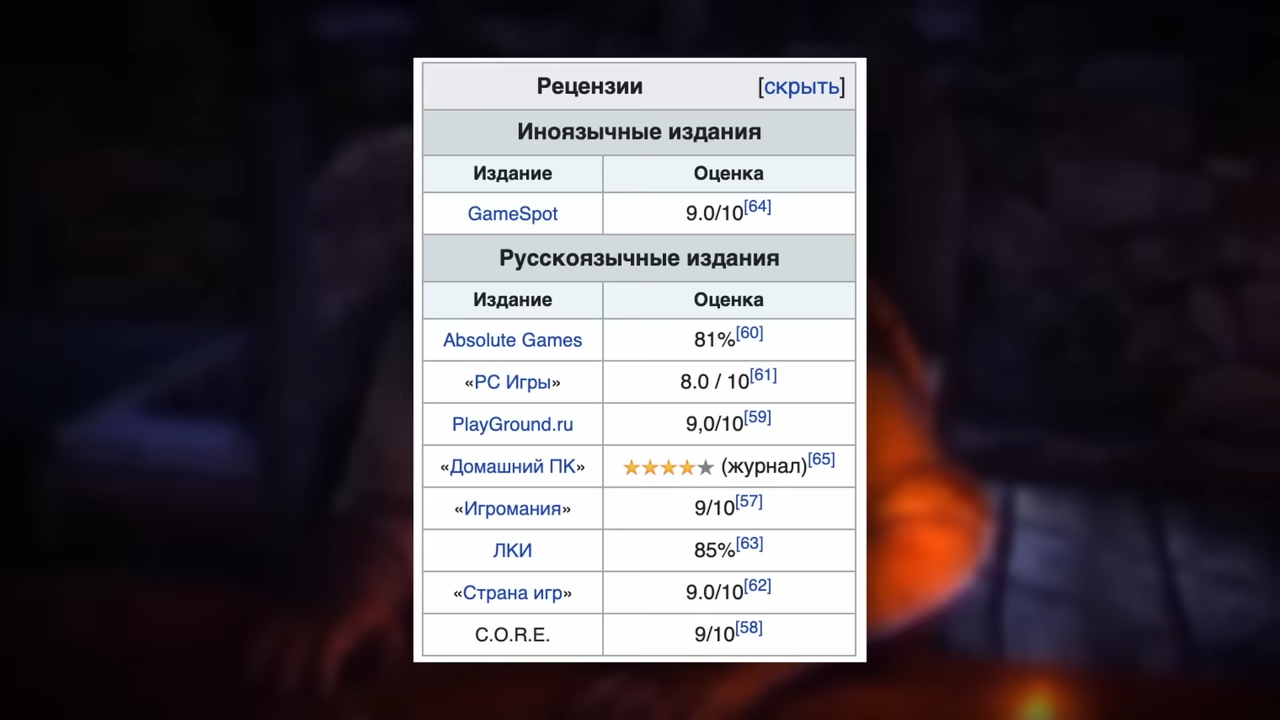 Рецензии [скрыть]
Иноязычные издания
Издание Оценка
GameSpot 9.0/10[64]
Русскоязычные издания
Издание Оценка
Absolute Games 81%[60]
«PC Игры» 8.0 / 10[61]
PlayGround.ru 9,0/10[59]
«Домашний ПК» ★★★★★ (журнал)[65]
«Игромания» 9/10[57]
ЛКИ 85%[63]
«Страна игр» 9.0/10[62]
C.O.R.E. 9/10[58]